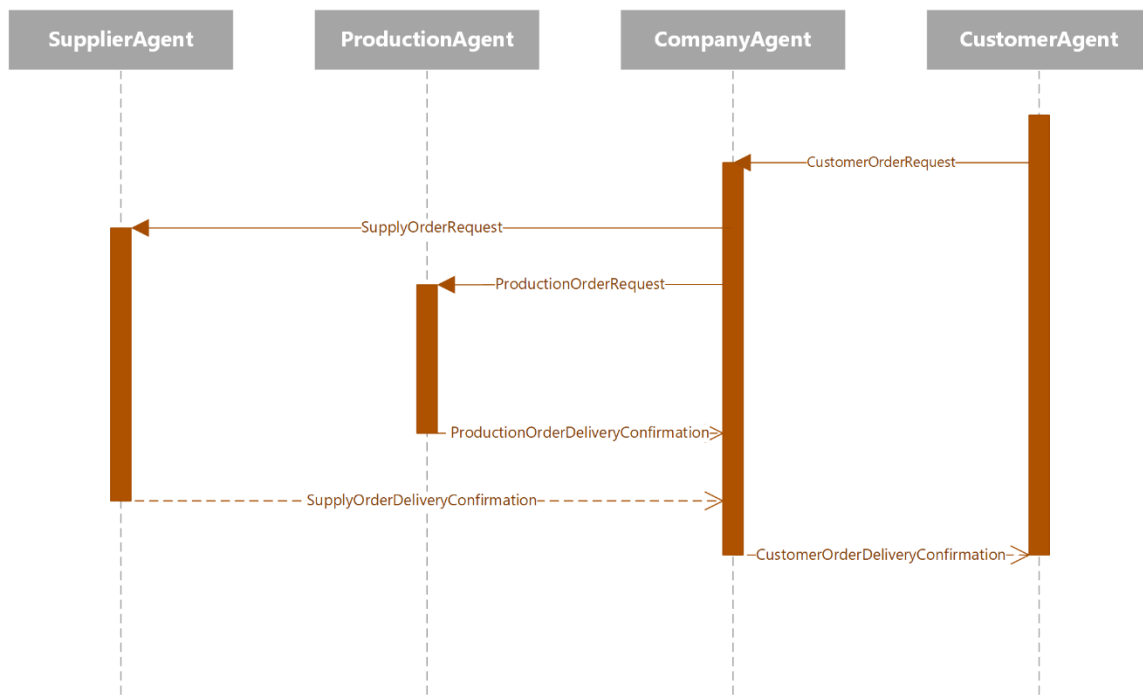 SupplierAgent
ProductionAgent
CompanyAgent
CustomerAgent
CustomerOrderRequest
SupplyOrderRequest
ProductionOrderRequest
ProductionOrderDeliveryConfirmation
SupplyOrderDeliveryConfirmation
CustomerOrderDeliveryConfirmation